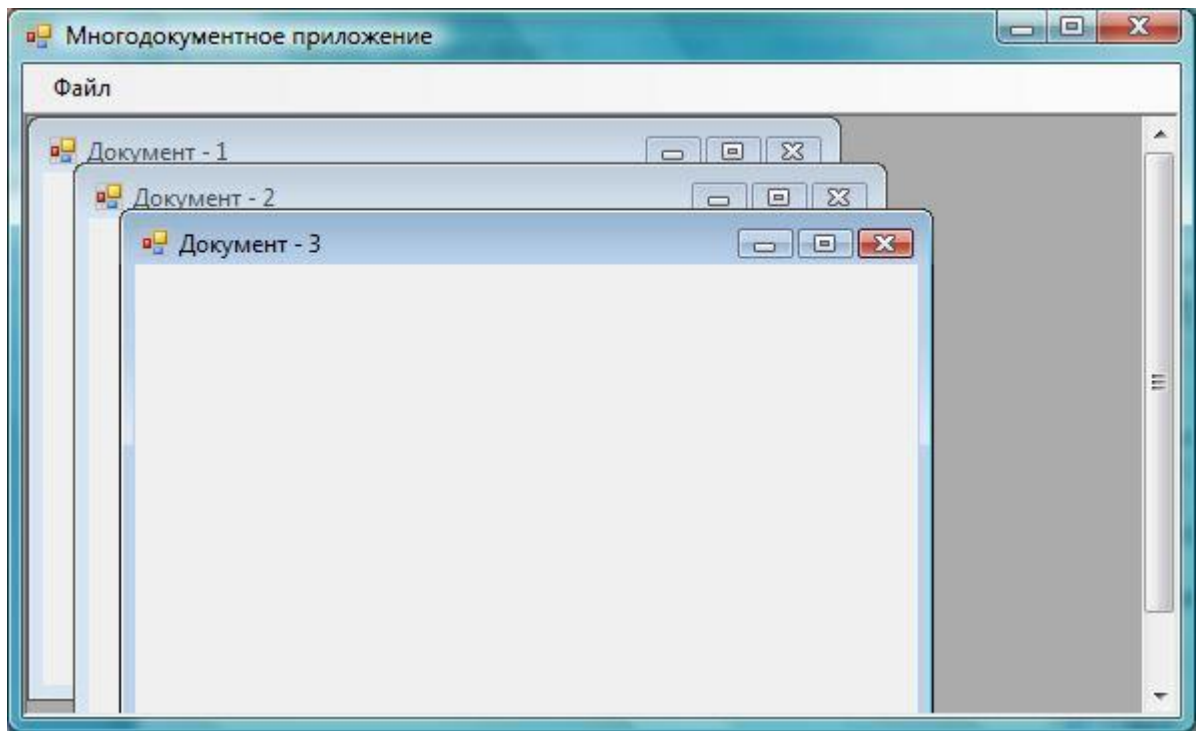 Многодокументное приложение
Файл
Документ - 1
Документ - 2
Документ - 3